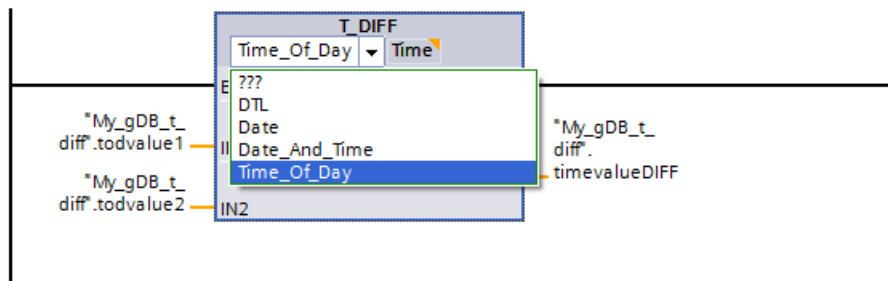 T_DIFF
Time_Of_Day Time
???
DTL
Date
Date_And_Time
Time_Of_Day
"My_gDB_t_
diff".todvalue1
"My_gDB_t_
diff".todvalue2
IN2
"My_gDB_t_
diff".
timevalueDIFF